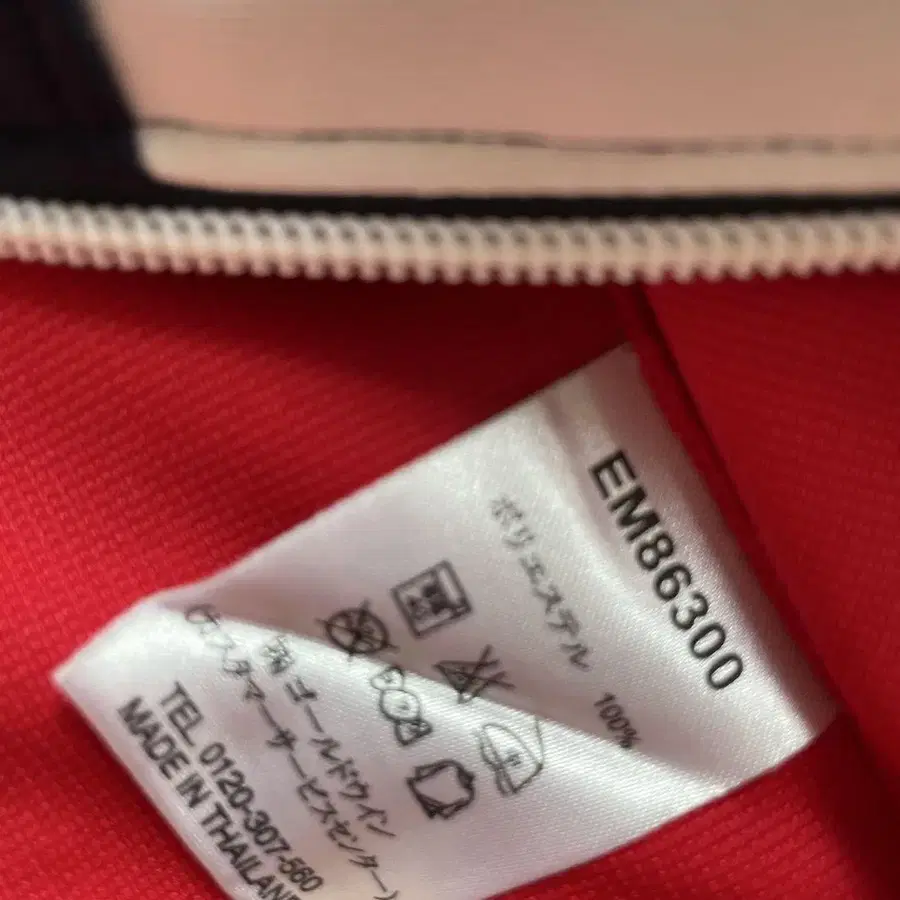 EM86300
ポリエステル 100%
㈱ゴールドウイン
(カスタマーサービスセンター)
TEL 0120-307-560
MADE IN THAILAND